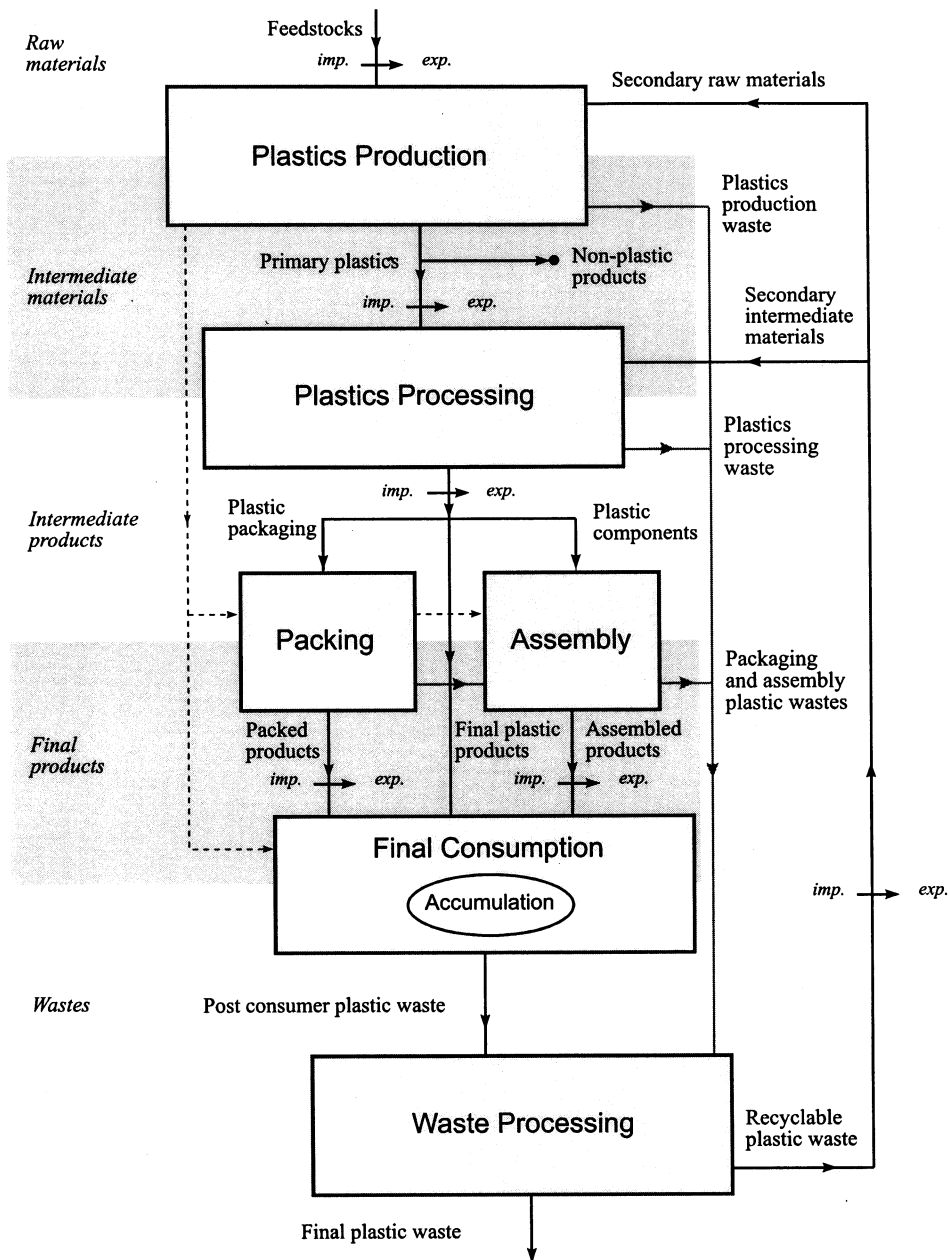 Feedstocks
Raw
materials
imp.
exp.
Secondary raw materials
Plastics Production
Plastics
production
waste
Intermediate
materials
Primary plastics
Non-plastic
products
imp.
exp.
Secondary
intermediate
materials
Plastics Processing
Plastics
processing
waste
imp.
exp.
Intermediate
products
Plastic
packaging
Plastic
components
Packing
Assembly
Packaging
and assembly
plastic wastes
Final
products
Packed
products
Final plastic
products
Assembled
products
imp.
exp.
imp.
exp.
Final Consumption
Accumulation
imp.
exp.
Wastes
Post consumer plastic waste
Waste Processing
Recyclable
plastic waste
Final plastic waste